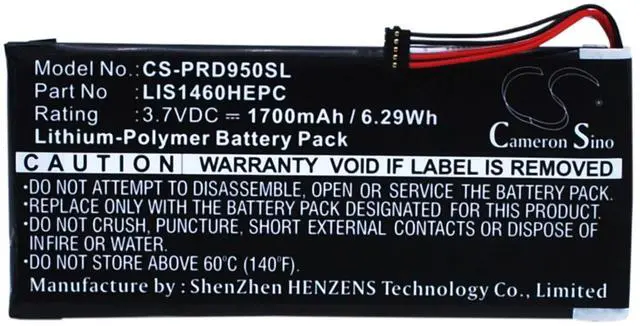 Model No.: CS-PRD950SL
Part No : LIS1460HEPC
Rating : 3.7VDC ⎓ 1700mAh / 6.29Wh
Lithium-Polymer Battery Pack
CS
Cameron Sino
CAUTION WARRANTY VOID IF LABEL IS REMOVED
•DO NOT ATTEMPT TO DISASSEMBLE, OPEN OR SERVICE THE BATTERY PACK.
•REPLACE ONLY WITH THE BATTERY PACK DESIGNATED FOR THIS PRODUCT.
•DO NOT CRUSH, PUNCTURE, SHORT EXTERNAL CONTACTS OR DISPOSE OF
INFIRE OR WATER.
•DO NOT STORE ABOVE 60°C (140°F).
Manufacture by : ShenZhen HENZENS Technology Co., Limited